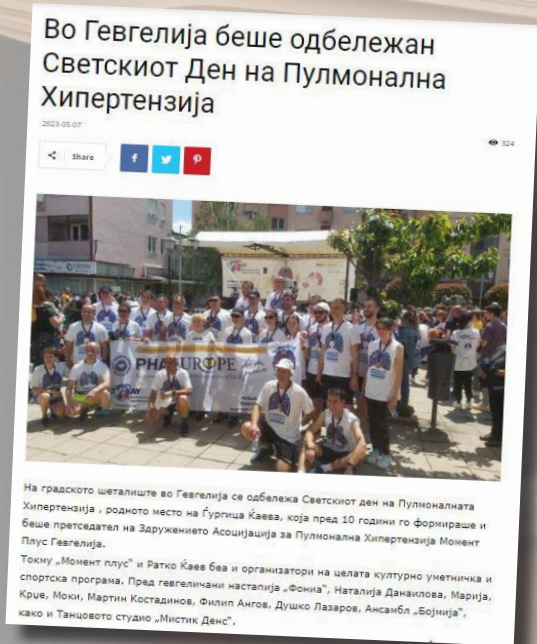 Во Гевгелија беше одбележан
Светскиот Ден на Пулмонална
Хипертензија
2023-05-07
324
Share
PHA EUROPE
На градското шеталиште во Гевгелија се одбележа Светскиот ден на Пулмоналната
Хипертензија , родното место на Ѓургица Ќаева, која пред 10 години го формираше и
беше претседател на Здружението Асоцијација за Пулмонална Хипертензија Момент
Плус Гевгелија.
Токму „Момент плус“ и Ратко Ќаев беа и организатори на целата културно уметничка и
спортска програма. Пред гевгеличани настапија „Фониа“, Наталија Данаилова, Марија,
Крце, Моки, Мартин Костадинов, Филип Ангов, Душко Лазаров, Ансамбл „Бојмија“,
како и Танцовото студио „Мистик Денс“.